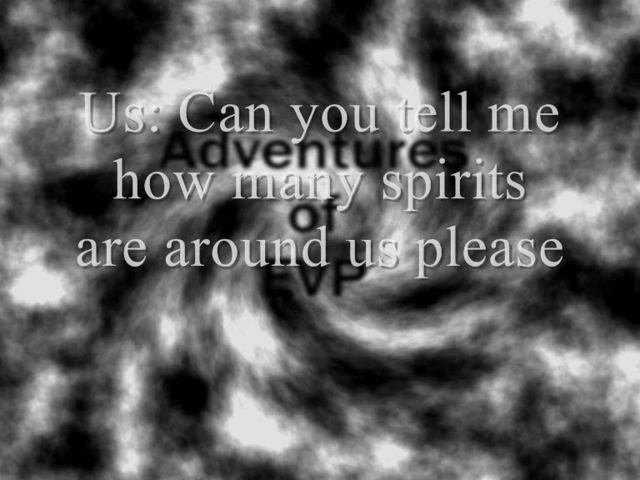 Us: Can you tell me
Adventures
how many spirits
of
are around us please
EVP